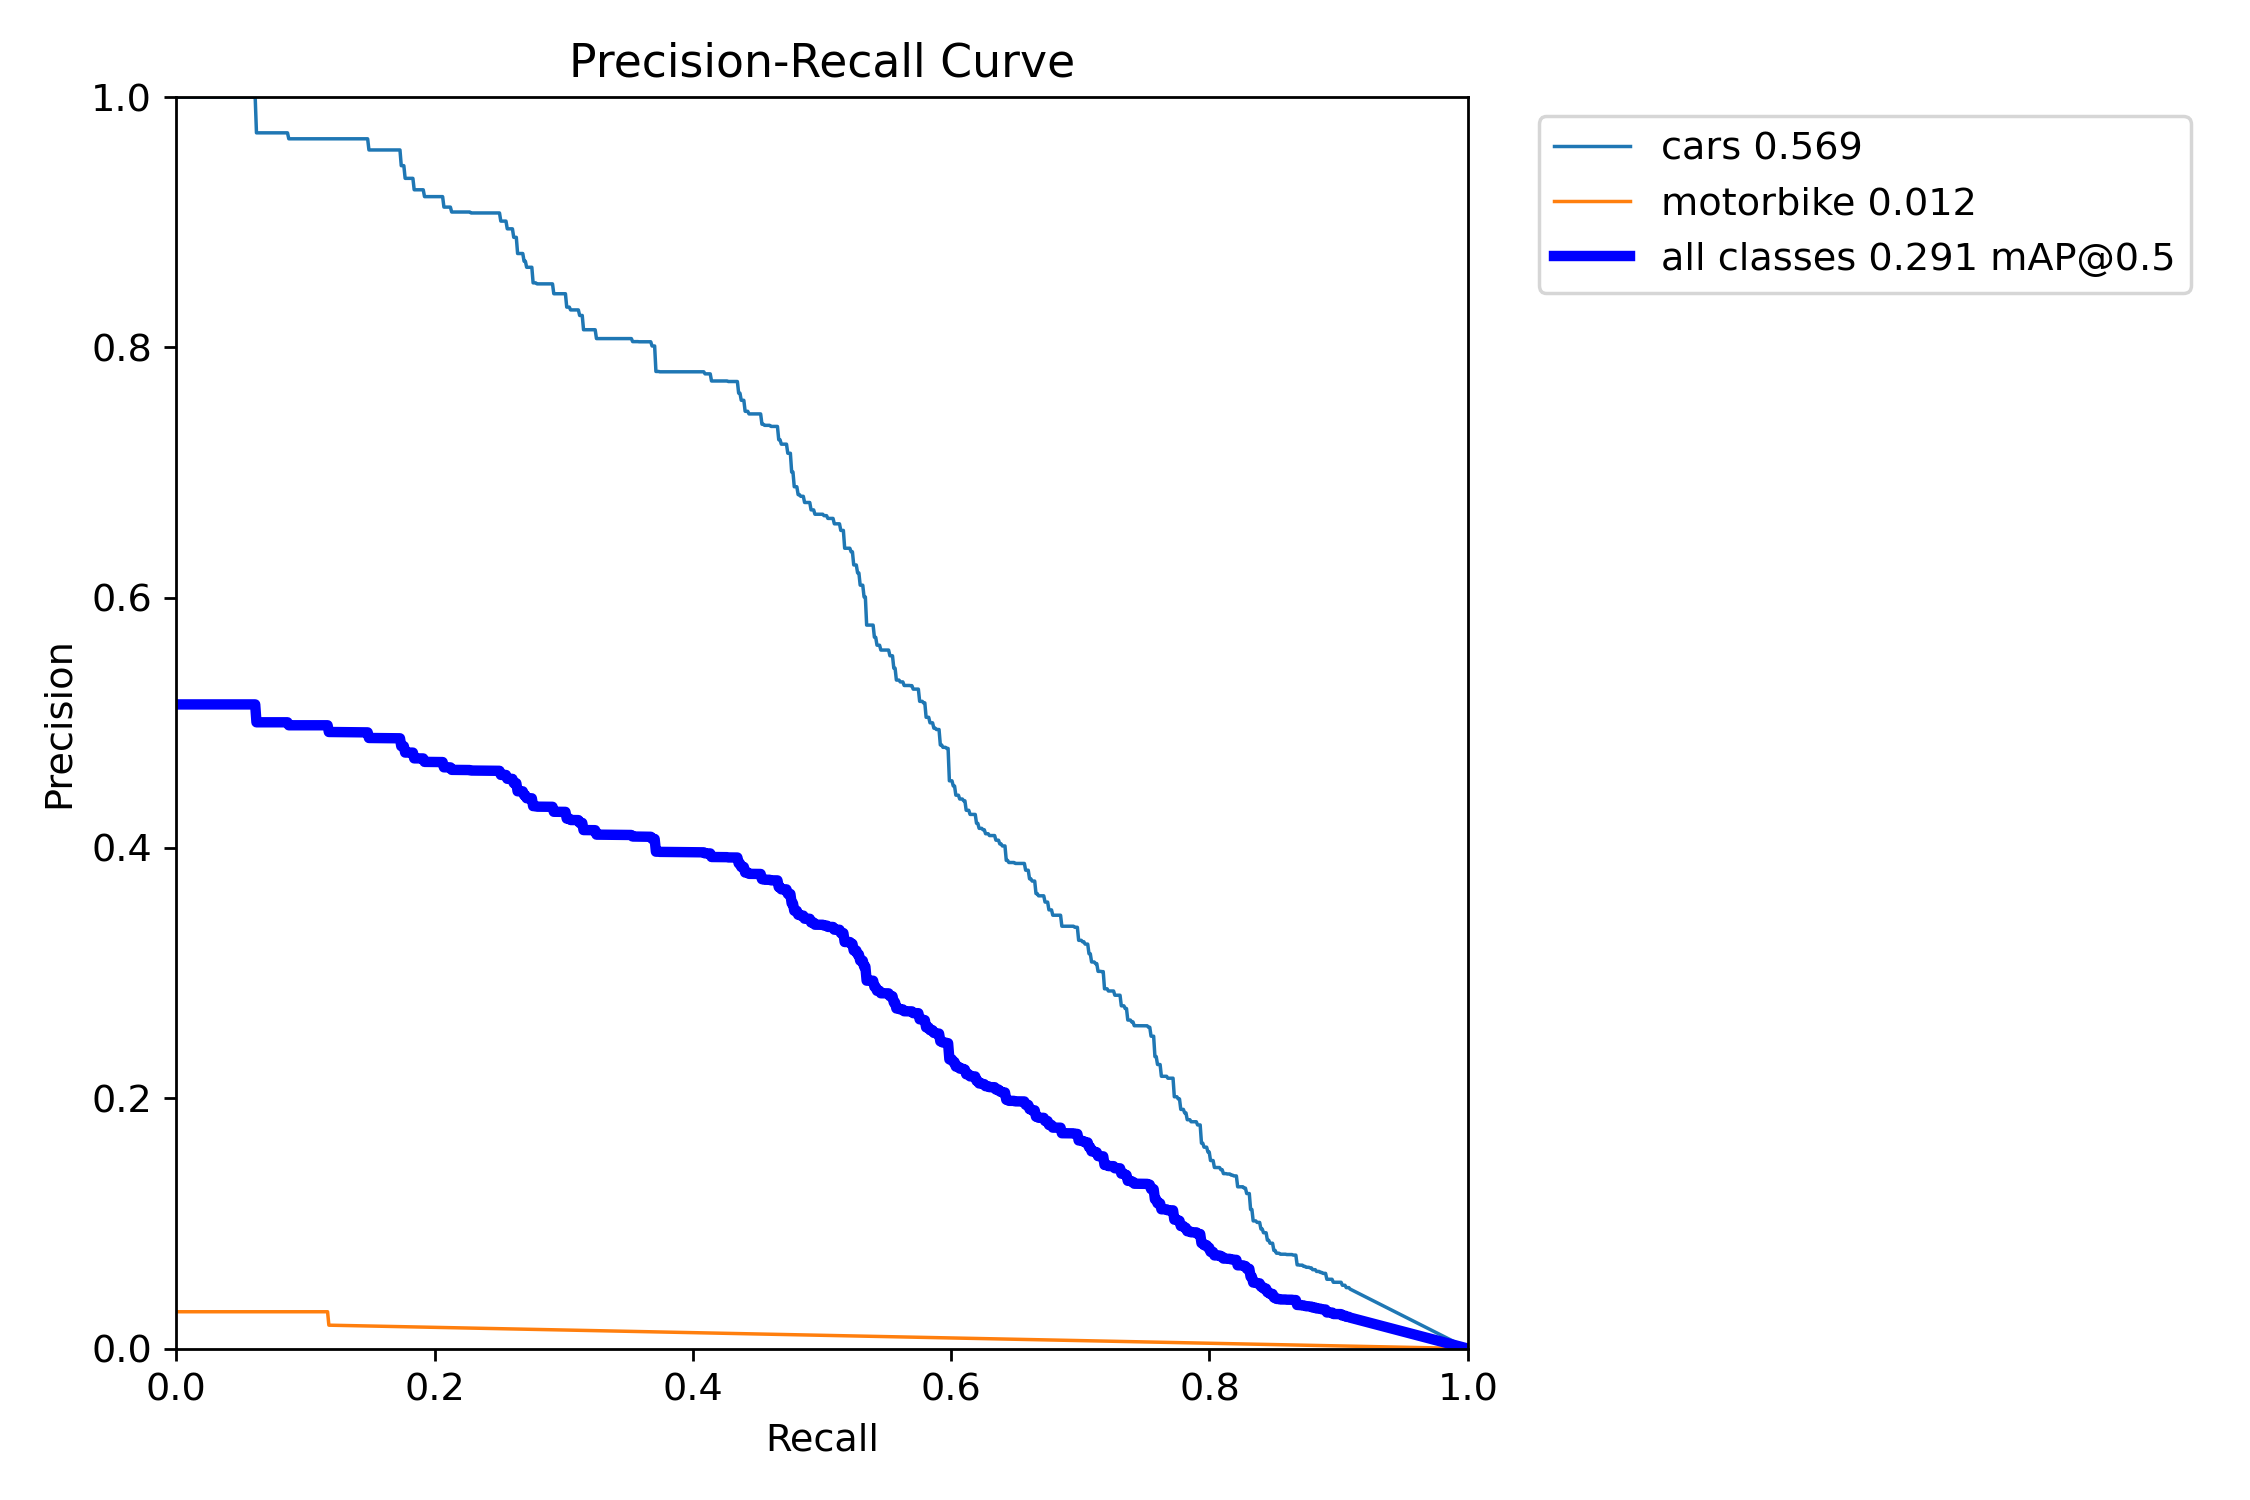 Precision-Recall Curve
1.0
0.8
0.6
0.4
0.2
0.0
Precision
0.0 0.2 0.4 0.6 0.8 1.0
Recall
cars 0.569
motorbike 0.012
all classes 0.291 mAP@0.5